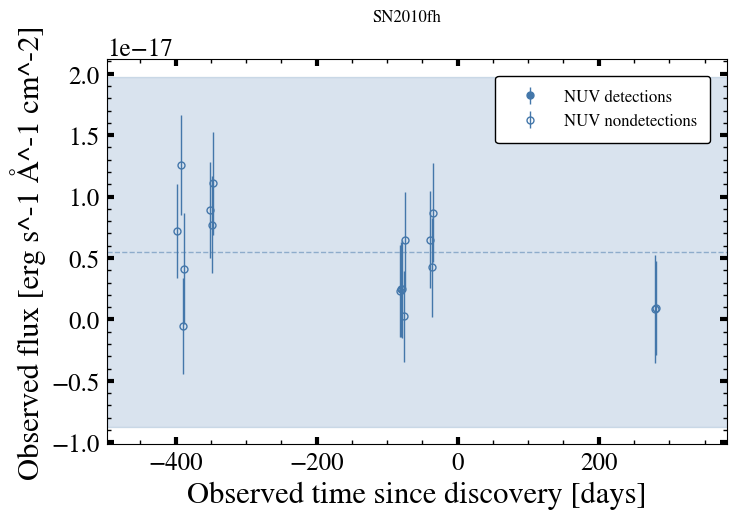 SN2010fh
1e−17
NUV detections
NUV nondetections
2.0
1.5
1.0
0.5
0.0
−0.5
−1.0
Observed flux [erg s^-1 Å^-1 cm^-2]
−400 −200 0 200
Observed time since discovery [days]